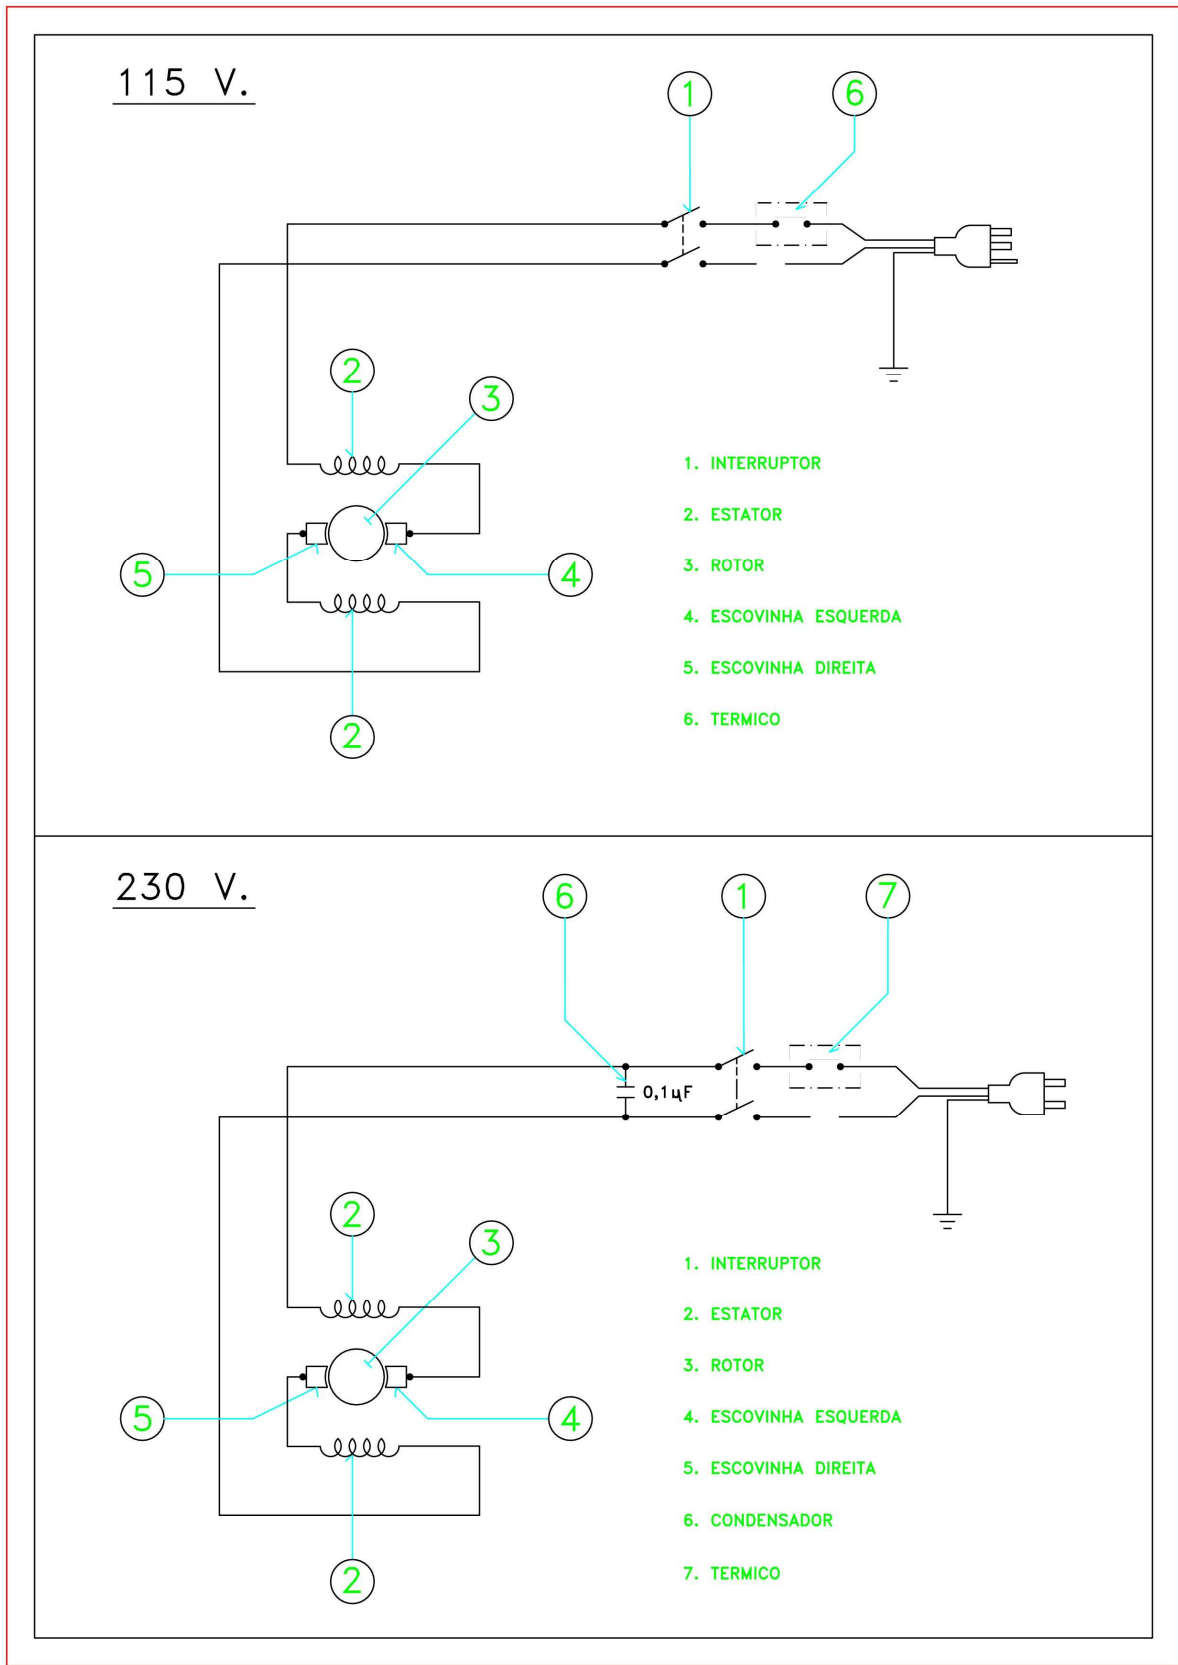 115 V.
1
6
2
3
1. INTERRUPTOR
2. ESTATOR
3. ROTOR
4. ESCOVINHA ESQUERDA
5. ESCOVINHA DIREITA
6. TERMICO
5
4
2
230 V.
6
1
7
0,1µF
2
3
1. INTERRUPTOR
2. ESTATOR
3. ROTOR
4. ESCOVINHA ESQUERDA
5. ESCOVINHA DIREITA
6. CONDENSADOR
7. TERMICO
5
4
2